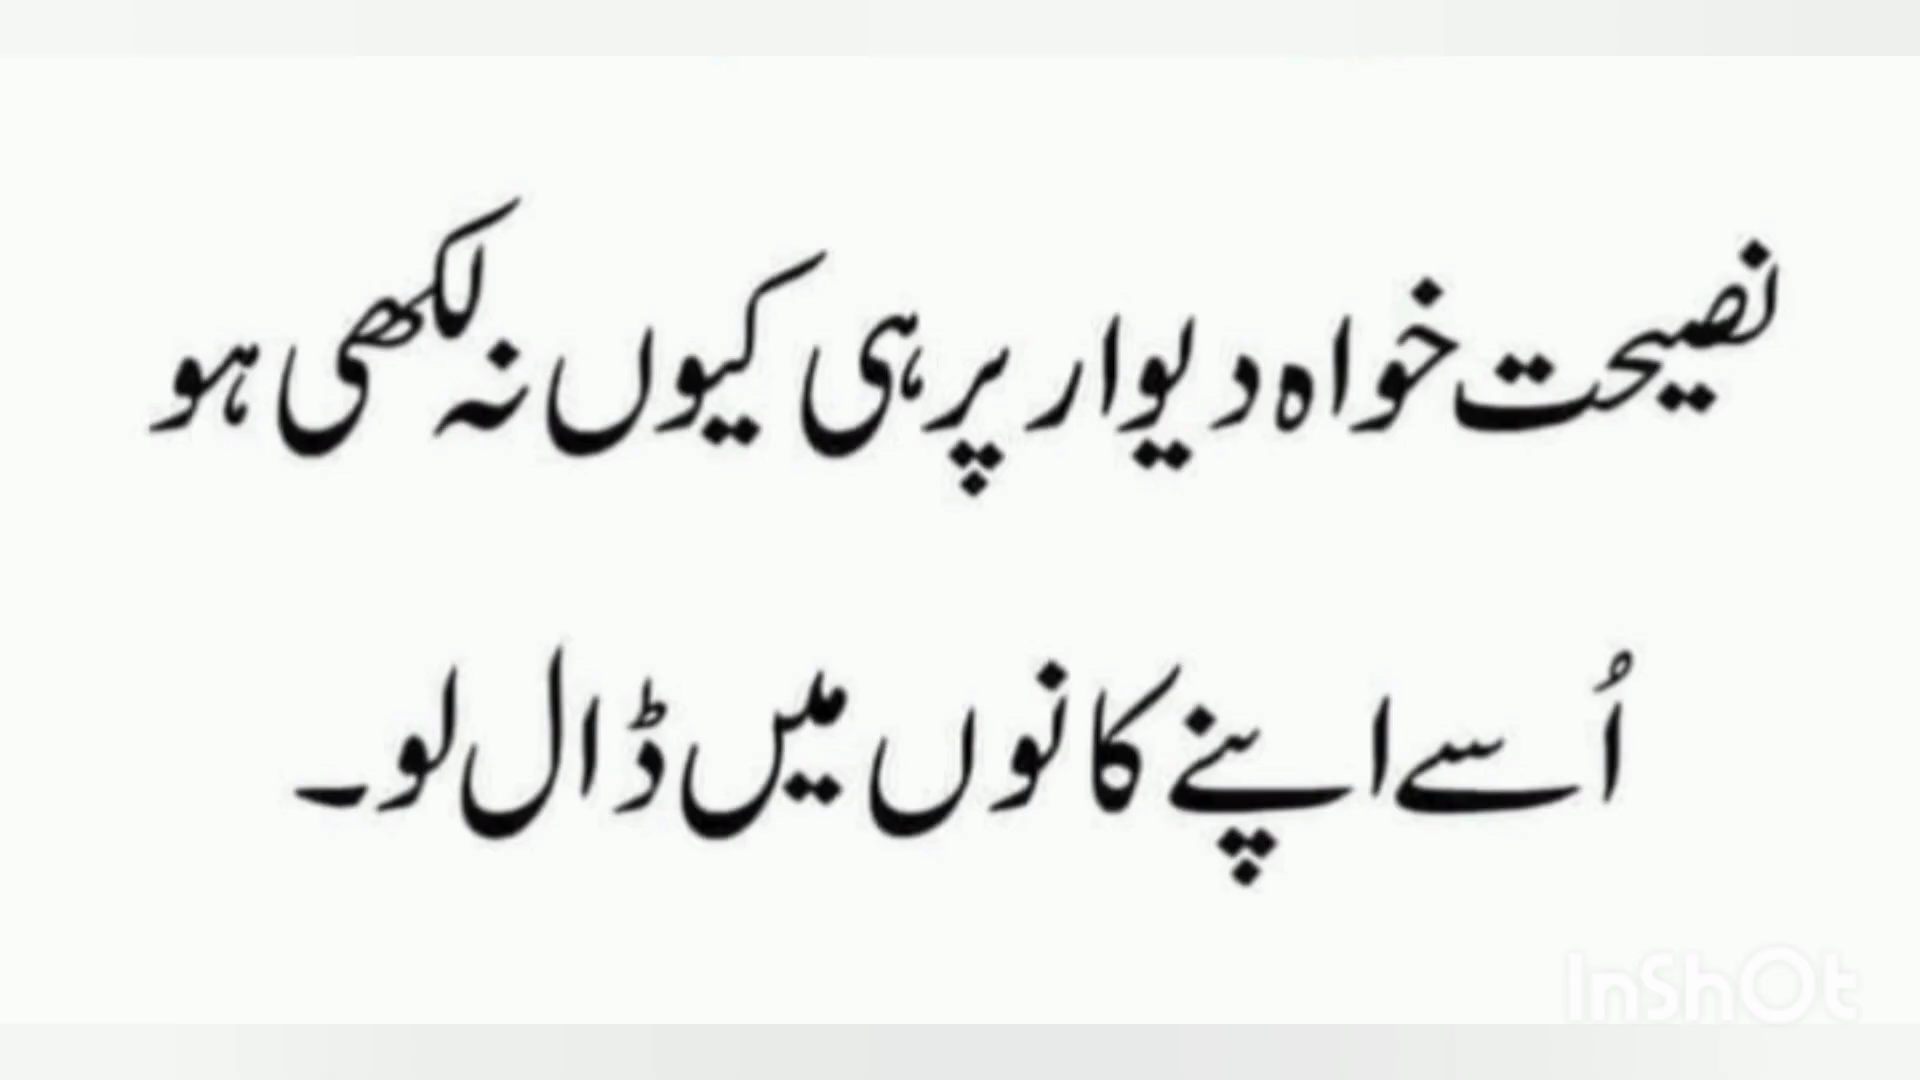 نصیحت خواہ دیوار پر ہی کیوں نہ لکھی ہو
اُسے اپنے کانوں میں ڈال لو۔
InShOt